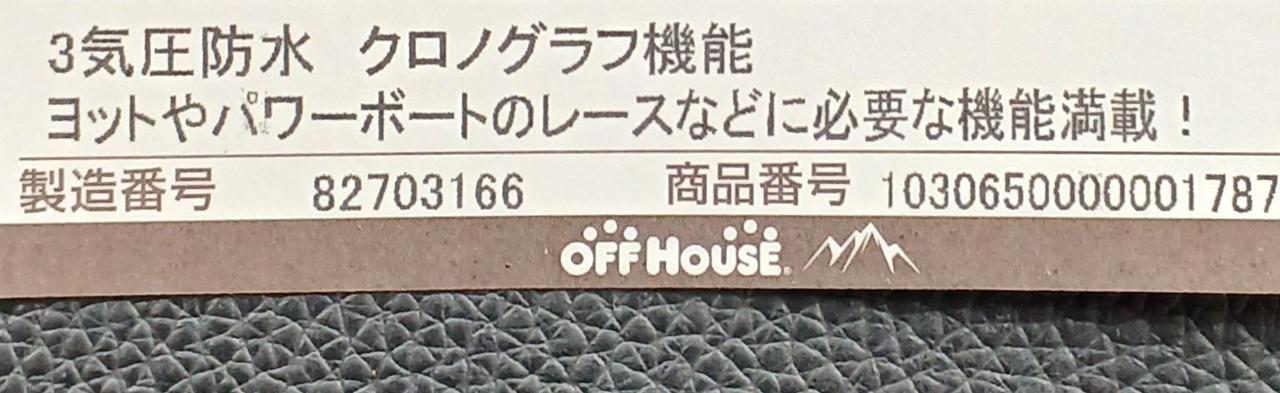 3気圧防水　クロノグラフ機能
ヨットやパワーボートのレースなどに必要な機能満載！
製造番号 82703166 商品番号 1030650000001787
OFF HOUSE